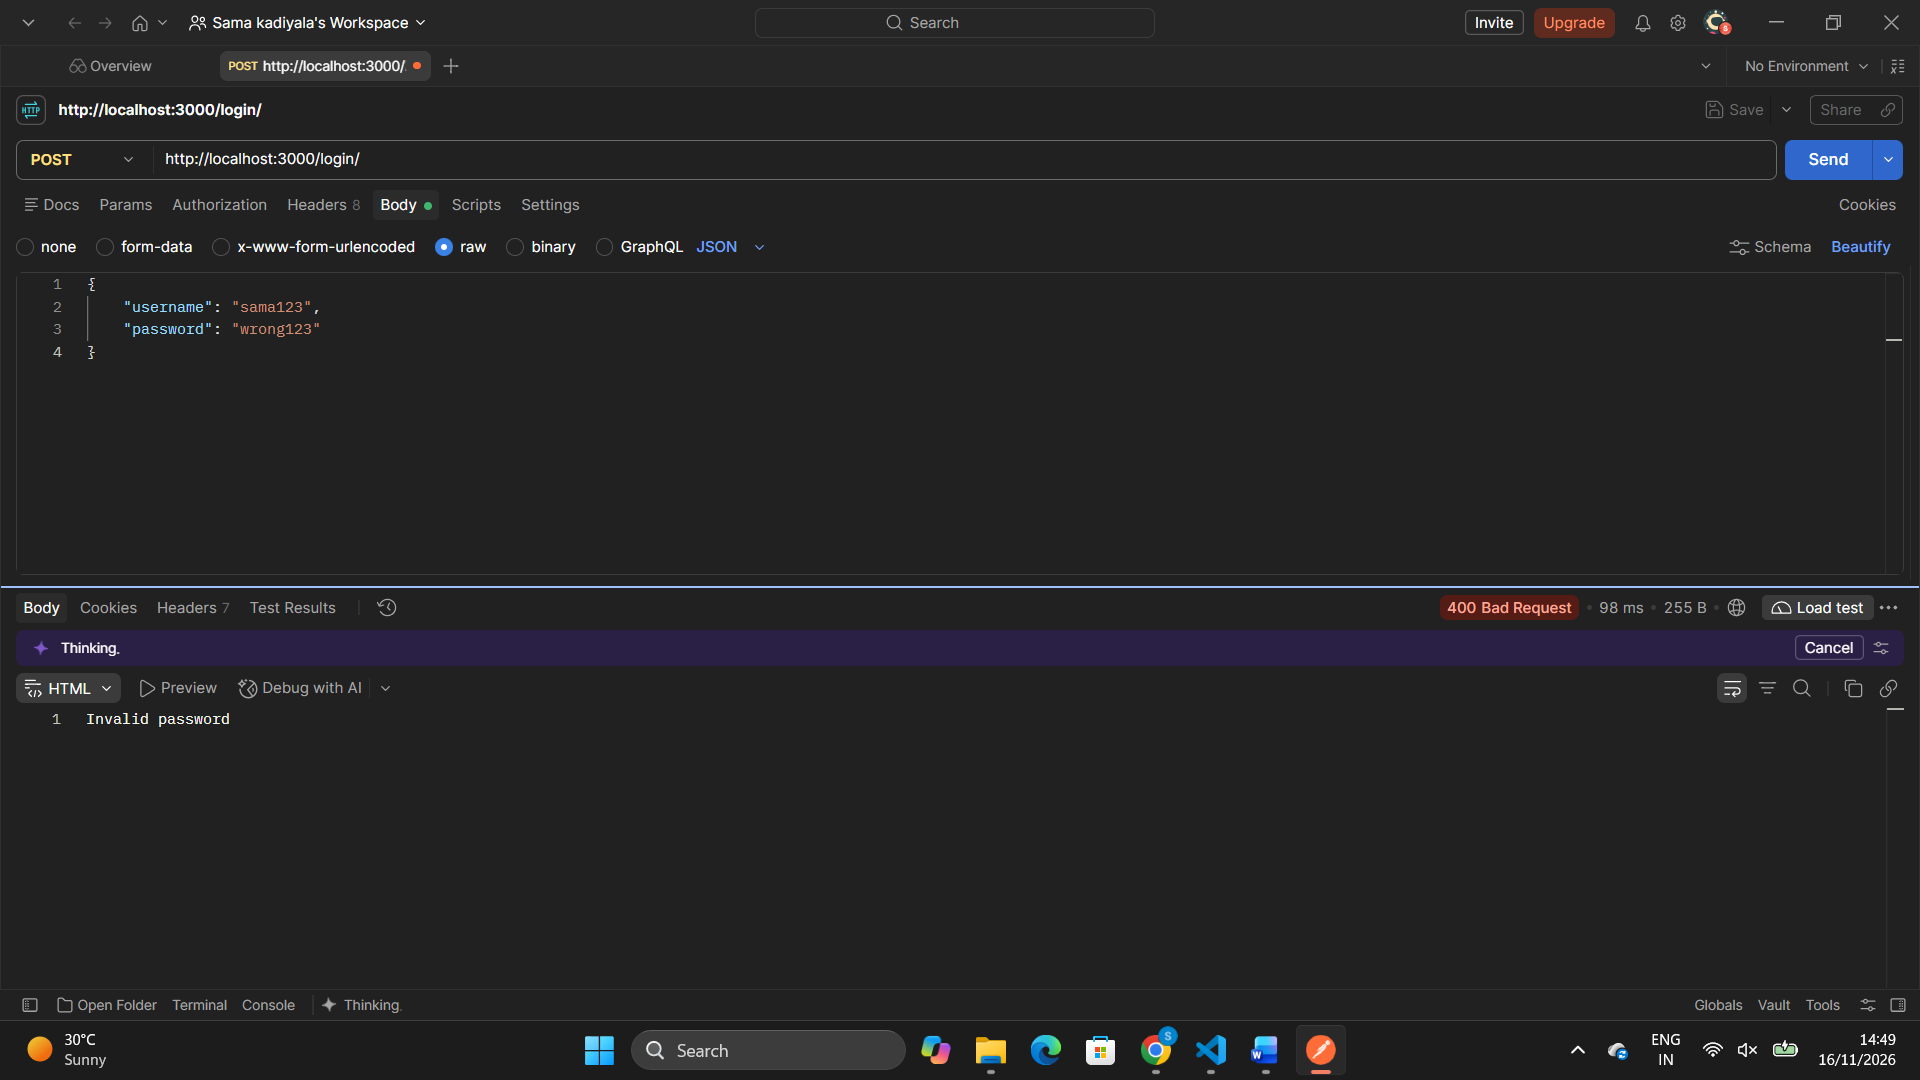 Sama kadiyala's Workspace
Search
Invite
Upgrade
Overview
POST http://localhost:3000/
No Environment
HTTP
http://localhost:3000/login/
Save
Share
POST
http://localhost:3000/login/
Send
Docs
Params
Authorization
Headers 8
Body
Scripts
Settings
Cookies
none
form-data
x-www-form-urlencoded
raw
binary
GraphQL
JSON
Schema
Beautify
1 {
2 "username": "sama123",
3 "password": "wrong123"
4 }
Body
Cookies
Headers 7
Test Results
400 Bad Request
98 ms
255 B
Load test
Thinking.
Cancel
HTML
Preview
Debug with AI
1 Invalid password
Open Folder
Terminal
Console
Thinking.
Globals
Vault
Tools
30°C
Sunny
Search
S
W
ENG
IN
14:49
16/11/2026